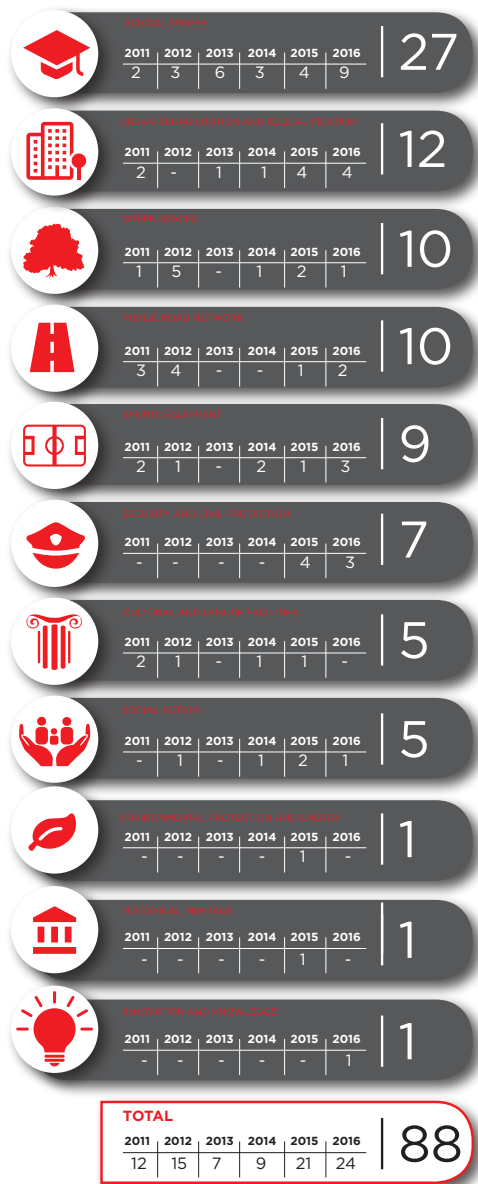 SCHOOL
2011 2012 2013 2014 2015 2016
2 3 6 3 4 9
27
URBAN REHABILITATION AND REQUALIFICATION
2011 2012 2013 2014 2015 2016
2 - 1 1 4 4
12
GREEN SPACES
2011 2012 2013 2014 2015 2016
1 5 - 1 2 1
10
PUBLIC ROAD NETWORK
2011 2012 2013 2014 2015 2016
3 4 - - 1 2
10
SPORTS EQUIPMENT
2011 2012 2013 2014 2015 2016
2 1 - 2 1 3
9
SECURITY AND CIVIL PROTECTION
2011 2012 2013 2014 2015 2016
- - - - 4 3
7
AND
2011 2012 2013 2014 2015 2016
2 1 - 1 1 -
5
SOCIAL ACTION
2011 2012 2013 2014 2015 2016
- 1 - 1 2 1
5
ENVIRONMENTAL PROTECTION AND ENERGY
2011 2012 2013 2014 2015 2016
- - - - 1 -
1
2011 2012 2013 2014 2015 2016
- - - - 1 -
1
INNOVATION AND KNOWLEDGE
2011 2012 2013 2014 2015 2016
- - - - - 1
1
TOTAL
2011 2012 2013 2014 2015 2016
12 15 7 9 21 24
88